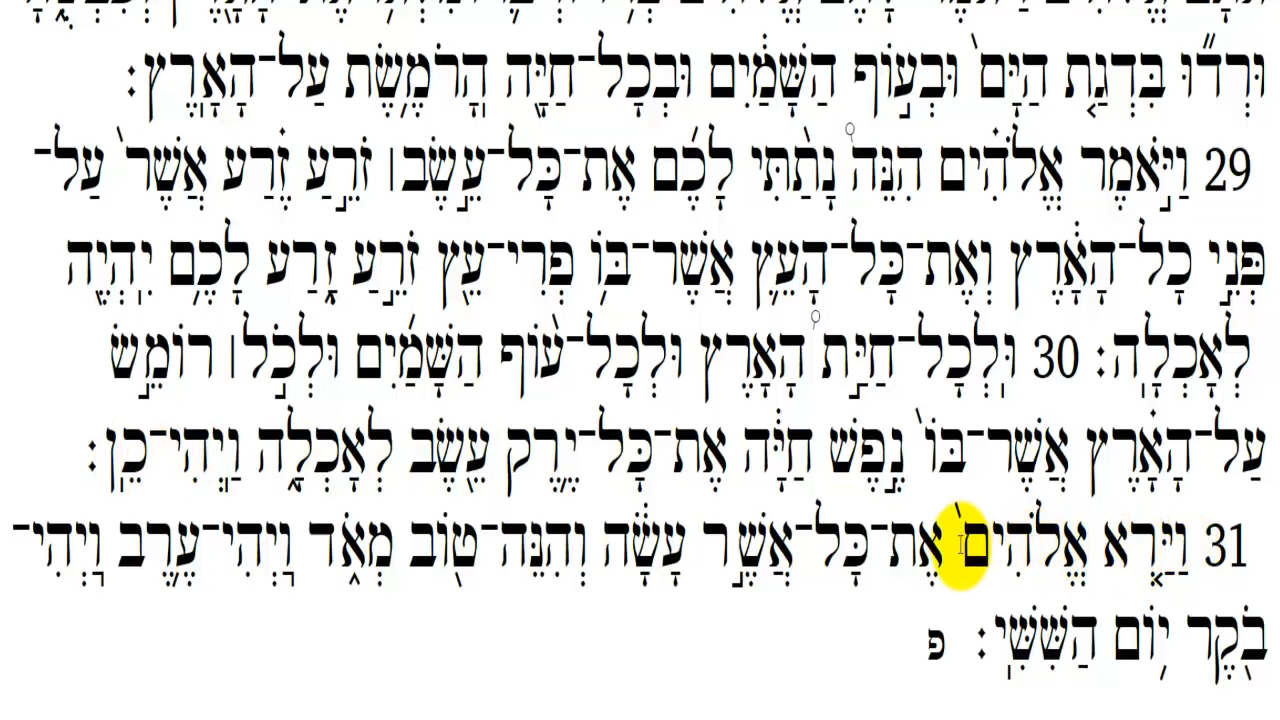 וּרְד֞וּ בִּדְגַ֤ת הַיָּם֙ וּבְע֣וֹף הַשָּׁמַ֔יִם וּבְכָל־חַיָּ֖ה הָֽרֹמֶ֥שֶׂת עַל־הָאָֽרֶץ׃
29 וַיֹּ֣אמֶר אֱלֹהִ֗ים הִנֵּה֩ נָתַ֨תִּי לָכֶ֜ם אֶת־כָּל־עֵ֣שֶׂב׀ זֹרֵ֣עַ זֶ֗רַע אֲשֶׁר֙ עַל־
פְּנֵ֣י כָל־הָאָ֔רֶץ וְאֶת־כָּל־הָעֵ֛ץ אֲשֶׁר־בּ֥וֹ פְרִי־עֵ֖ץ זֹרֵ֣עַ זָ֑רַע לָכֶ֥ם יִֽהְיֶ֖ה
לְאָכְלָֽה׃ 30 וּֽלְכָל־חַיַּ֣ת הָ֠אָרֶץ וּלְכָל־ע֨וֹף הַשָּׁמַ֜יִם וּלְכֹ֣ל׀ רוֹמֵ֣שׂ
עַל־הָאָ֗רֶץ אֲשֶׁר־בּוֹ֙ נֶ֣פֶשׁ חַיָּ֔ה אֶת־כָּל־יֶ֥רֶק עֵ֖שֶׂב לְאָכְלָ֑ה וַֽיְהִי־כֵֽן׃
31 וַיַּ֤רְא אֱלֹהִים֙ אֶת־כָּל־אֲשֶׁ֣ר עָשָׂ֔ה וְהִנֵּה־ט֖וֹב מְאֹ֑ד וַֽיְהִי־עֶ֥רֶב וַֽיְהִי־
בֹ֖קֶר י֥וֹם הַשִּׁשִּֽׁי׃ פ